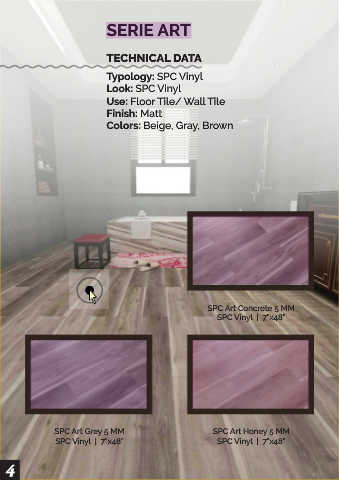 SERIE ART
TECHNICAL DATA
Typology: SPC Vinyl
Look: SPC Vinyl
Use: Floor Tile/ Wall Tile
Finish: Matt
Colors: Beige, Gray, Brown
SPC Art Concrete 5 MM
SPC Vinyl | 7"x48"
SPC Art Grey 5 MM
SPC Vinyl | 7"x48"
SPC Art Honey 5 MM
SPC Vinyl | 7"x48"
4